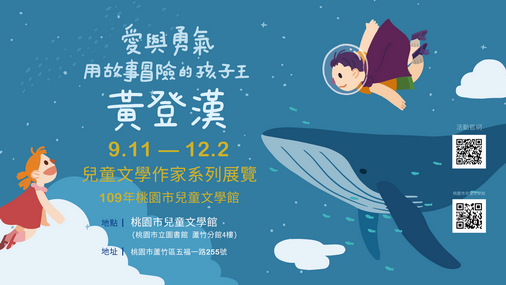 愛與勇氣
用故事冒險的孩子王
黃登漢
9.11 — 12.2
兒童文學作家系列展覽
109年桃園市兒童文學館
地點｜ 桃園市兒童文學館
(桃園市立圖書館 蘆竹分館4樓)
地址｜ 桃園市蘆竹區五福一路255號
活動官網